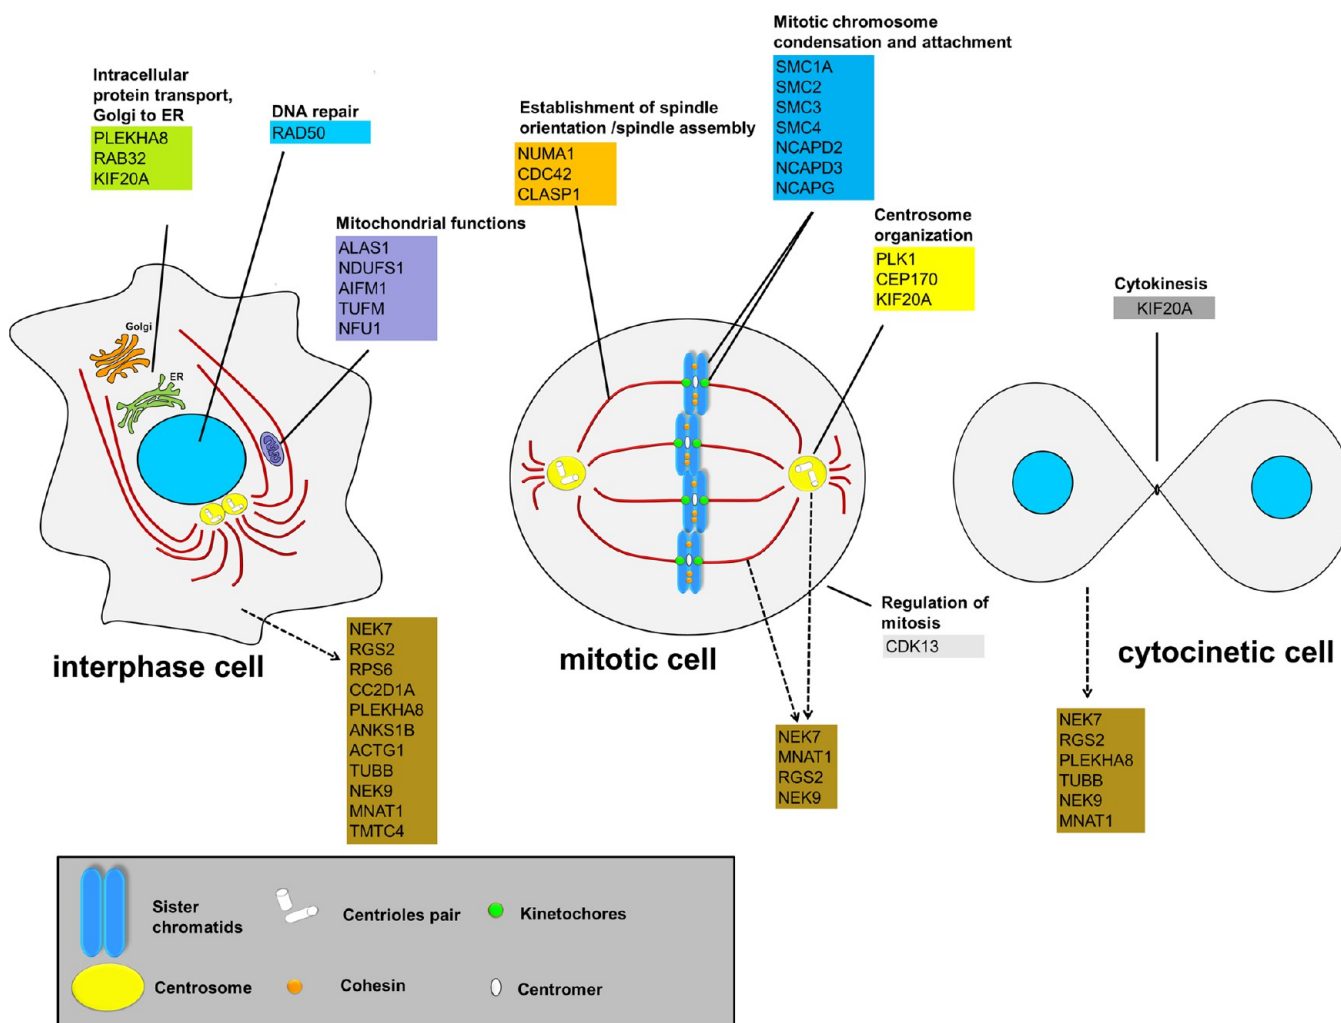 Intracellular
protein transport,
Golgi to ER
PLEKHA8
RAB32
KIF20A
DNA repair
RAD50
Mitochondrial functions
ALAS1
NDUFS1
AIFM1
TUFM
NFU1
Golgi
ER
interphase cell
NEK7
RGS2
RPS6
CC2D1A
PLEKHA8
ANKS1B
ACTG1
TUBB
NEK9
MNAT1
TMTC4
Establishment of spindle
orientation /spindle assembly
NUMA1
CDC42
CLASP1
Mitotic chromosome
condensation and attachment
SMC1A
SMC2
SMC3
SMC4
NCAPD2
NCAPD3
NCAPG
Centrosome
organization
PLK1
CEP170
KIF20A
Regulation of
mitosis
CDK13
mitotic cell
NEK7
MNAT1
RGS2
NEK9
Cytokinesis
KIF20A
cytocinetic cell
NEK7
RGS2
PLEKHA8
TUBB
NEK9
MNAT1
Sister
chromatids
Centrioles pair
Kinetochores
Centrosome
Cohesin
Centromer